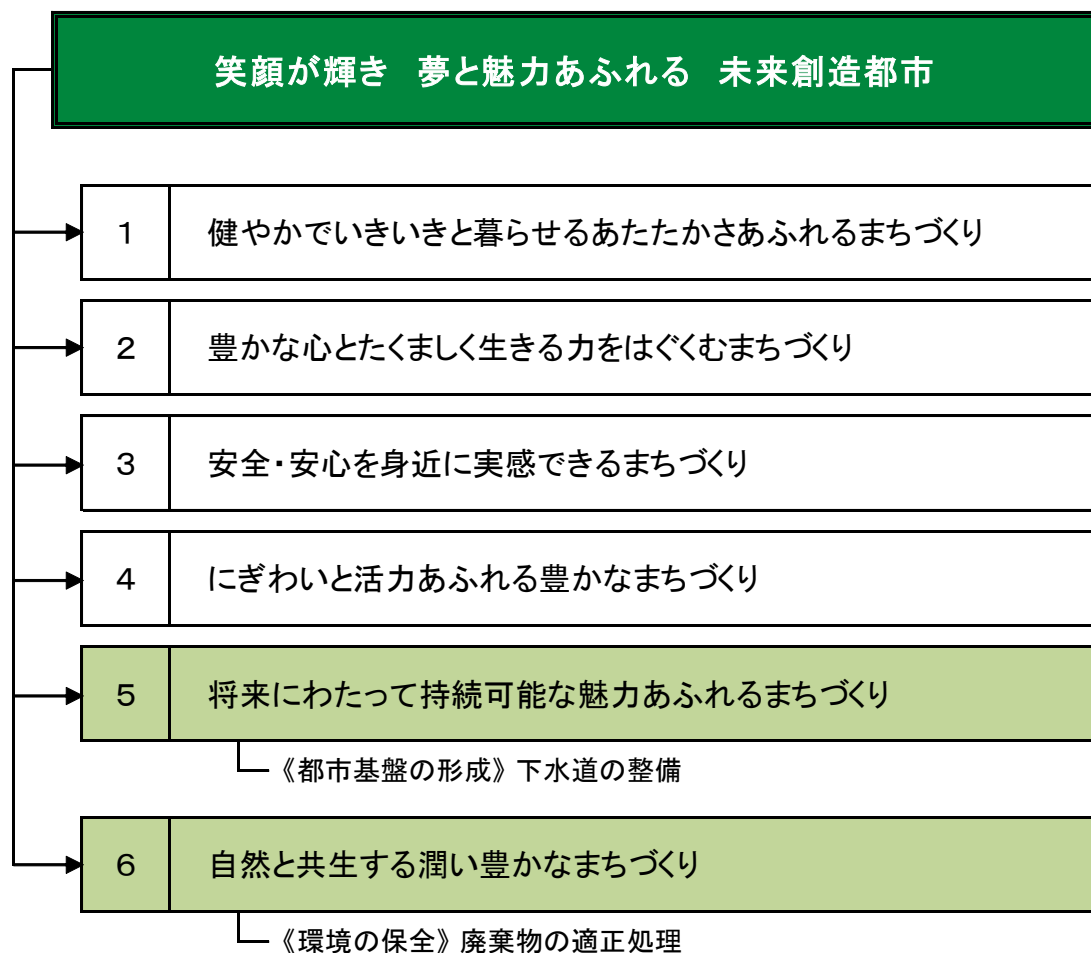 笑顔が輝き 夢と魅力あふれる 未来創造都市
1 健やかでいきいきと暮らせるあたたかさあふれるまちづくり
2 豊かな心とたくましく生きる力をはぐくむまちづくり
3 安全・安心を身近に実感できるまちづくり
4 にぎわいと活力あふれる豊かなまちづくり
5 将来にわたって持続可能な魅力あふれるまちづくり
《都市基盤の形成》 下水道の整備
6 自然と共生する潤い豊かなまちづくり
《環境の保全》 廃棄物の適正処理